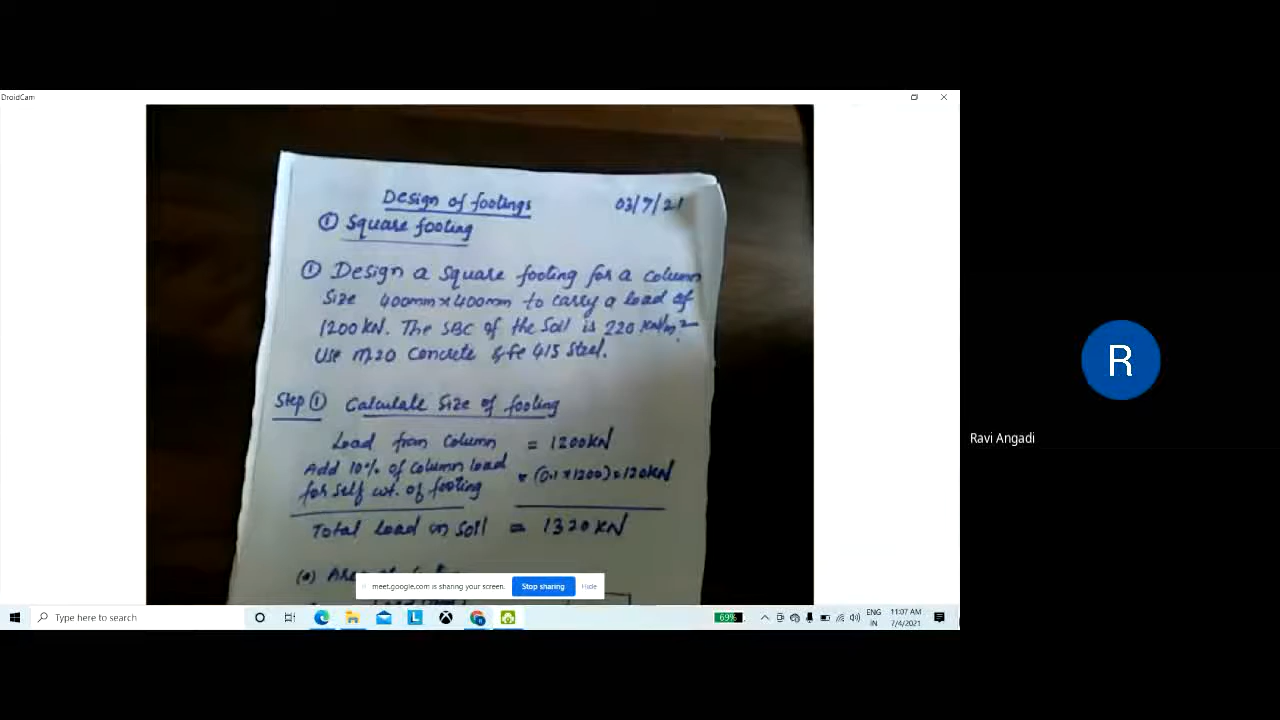 DroidCam
Design of footings 03/7/21
① Square footing
① Design a square footing for a column
size 400mm×400mm to carry a load of
1200 kN. The SBC of the soil is 220 kN/m²
Use M20 Concrete & fe 415 steel.
Step ① Calculate Size of footing
Load from column = 1200kN
Add 10% of column load
for self wt. of footing = (0.1 × 1200) = 120kN
Total Load on soil = 1320 kN
(a)
meet.google.com is sharing your screen. Stop sharing Hide
Type here to search
69%
ENG
IN
11:07 AM
7/4/2021
R
Ravi Angadi